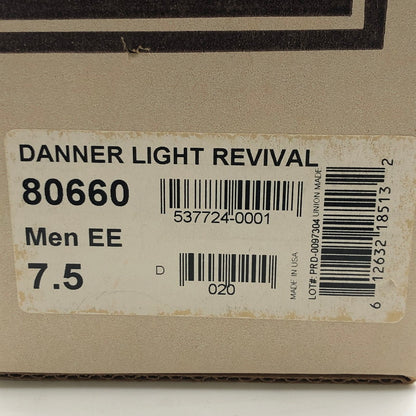 DANNER LIGHT REVIVAL
80660
537724-0001
Men EE
7.5
D
020
MADE IN USA
LOT#: PRD-0097304 UNION MADE
6 12632 18513 2